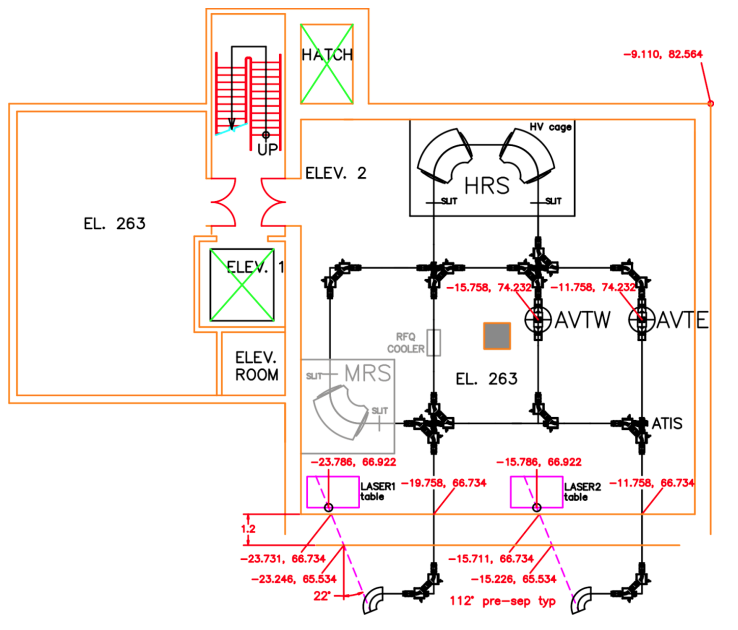 HATCH
-9.110, 82.564
UP
HV cage
ELEV. 2
HRS
SLIT
SLIT
EL. 263
ELEV. 1
-15.758, 74.232
-11.758, 74.232
AVTW
AVTE
RFQ
COOLER
ELEV.
ROOM
SLIT
MRS
EL. 263
SLIT
ATIS
-23.786, 66.922
-15.786, 66.922
LASER1
table
-19.758, 66.734
LASER2
table
-11.758, 66.734
1.2
-23.731, 66.734
-15.711, 66.734
-23.246, 65.534
-15.226, 65.534
22°
112° pre-sep typ